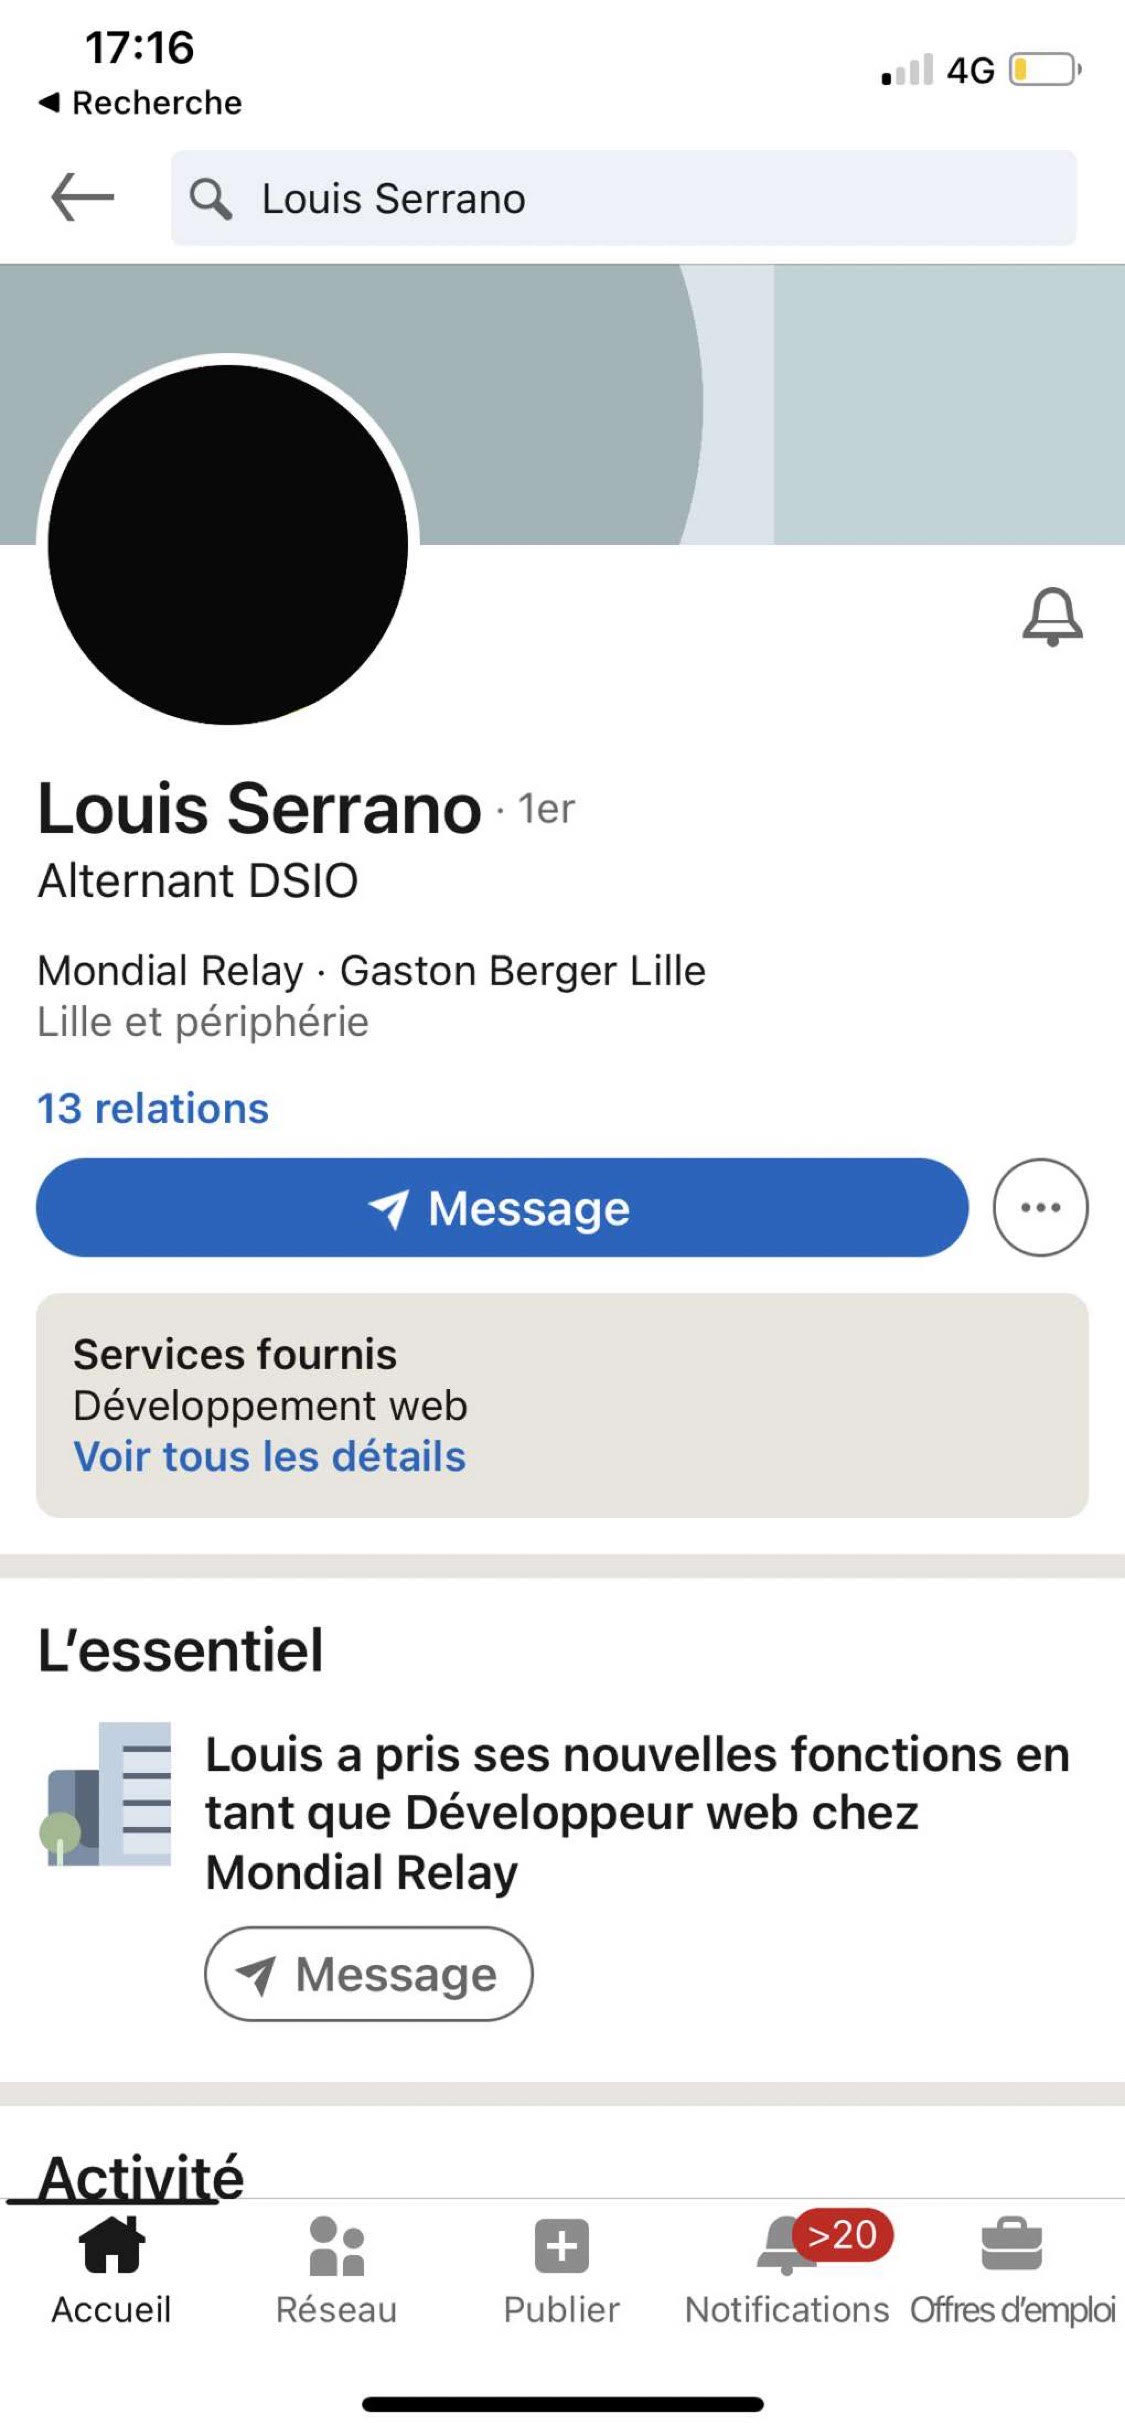 17:16
4G
◀ Recherche
Louis Serrano
Louis Serrano · 1er
Alternant DSIO
Mondial Relay · Gaston Berger Lille
Lille et périphérie
13 relations
Message
Services fournis
Développement web
Voir tous les détails
L’essentiel
Louis a pris ses nouvelles fonctions en
tant que Développeur web chez
Mondial Relay
Message
Activité
>20
Accueil
Réseau
Publier
Notifications
Offres d’emploi